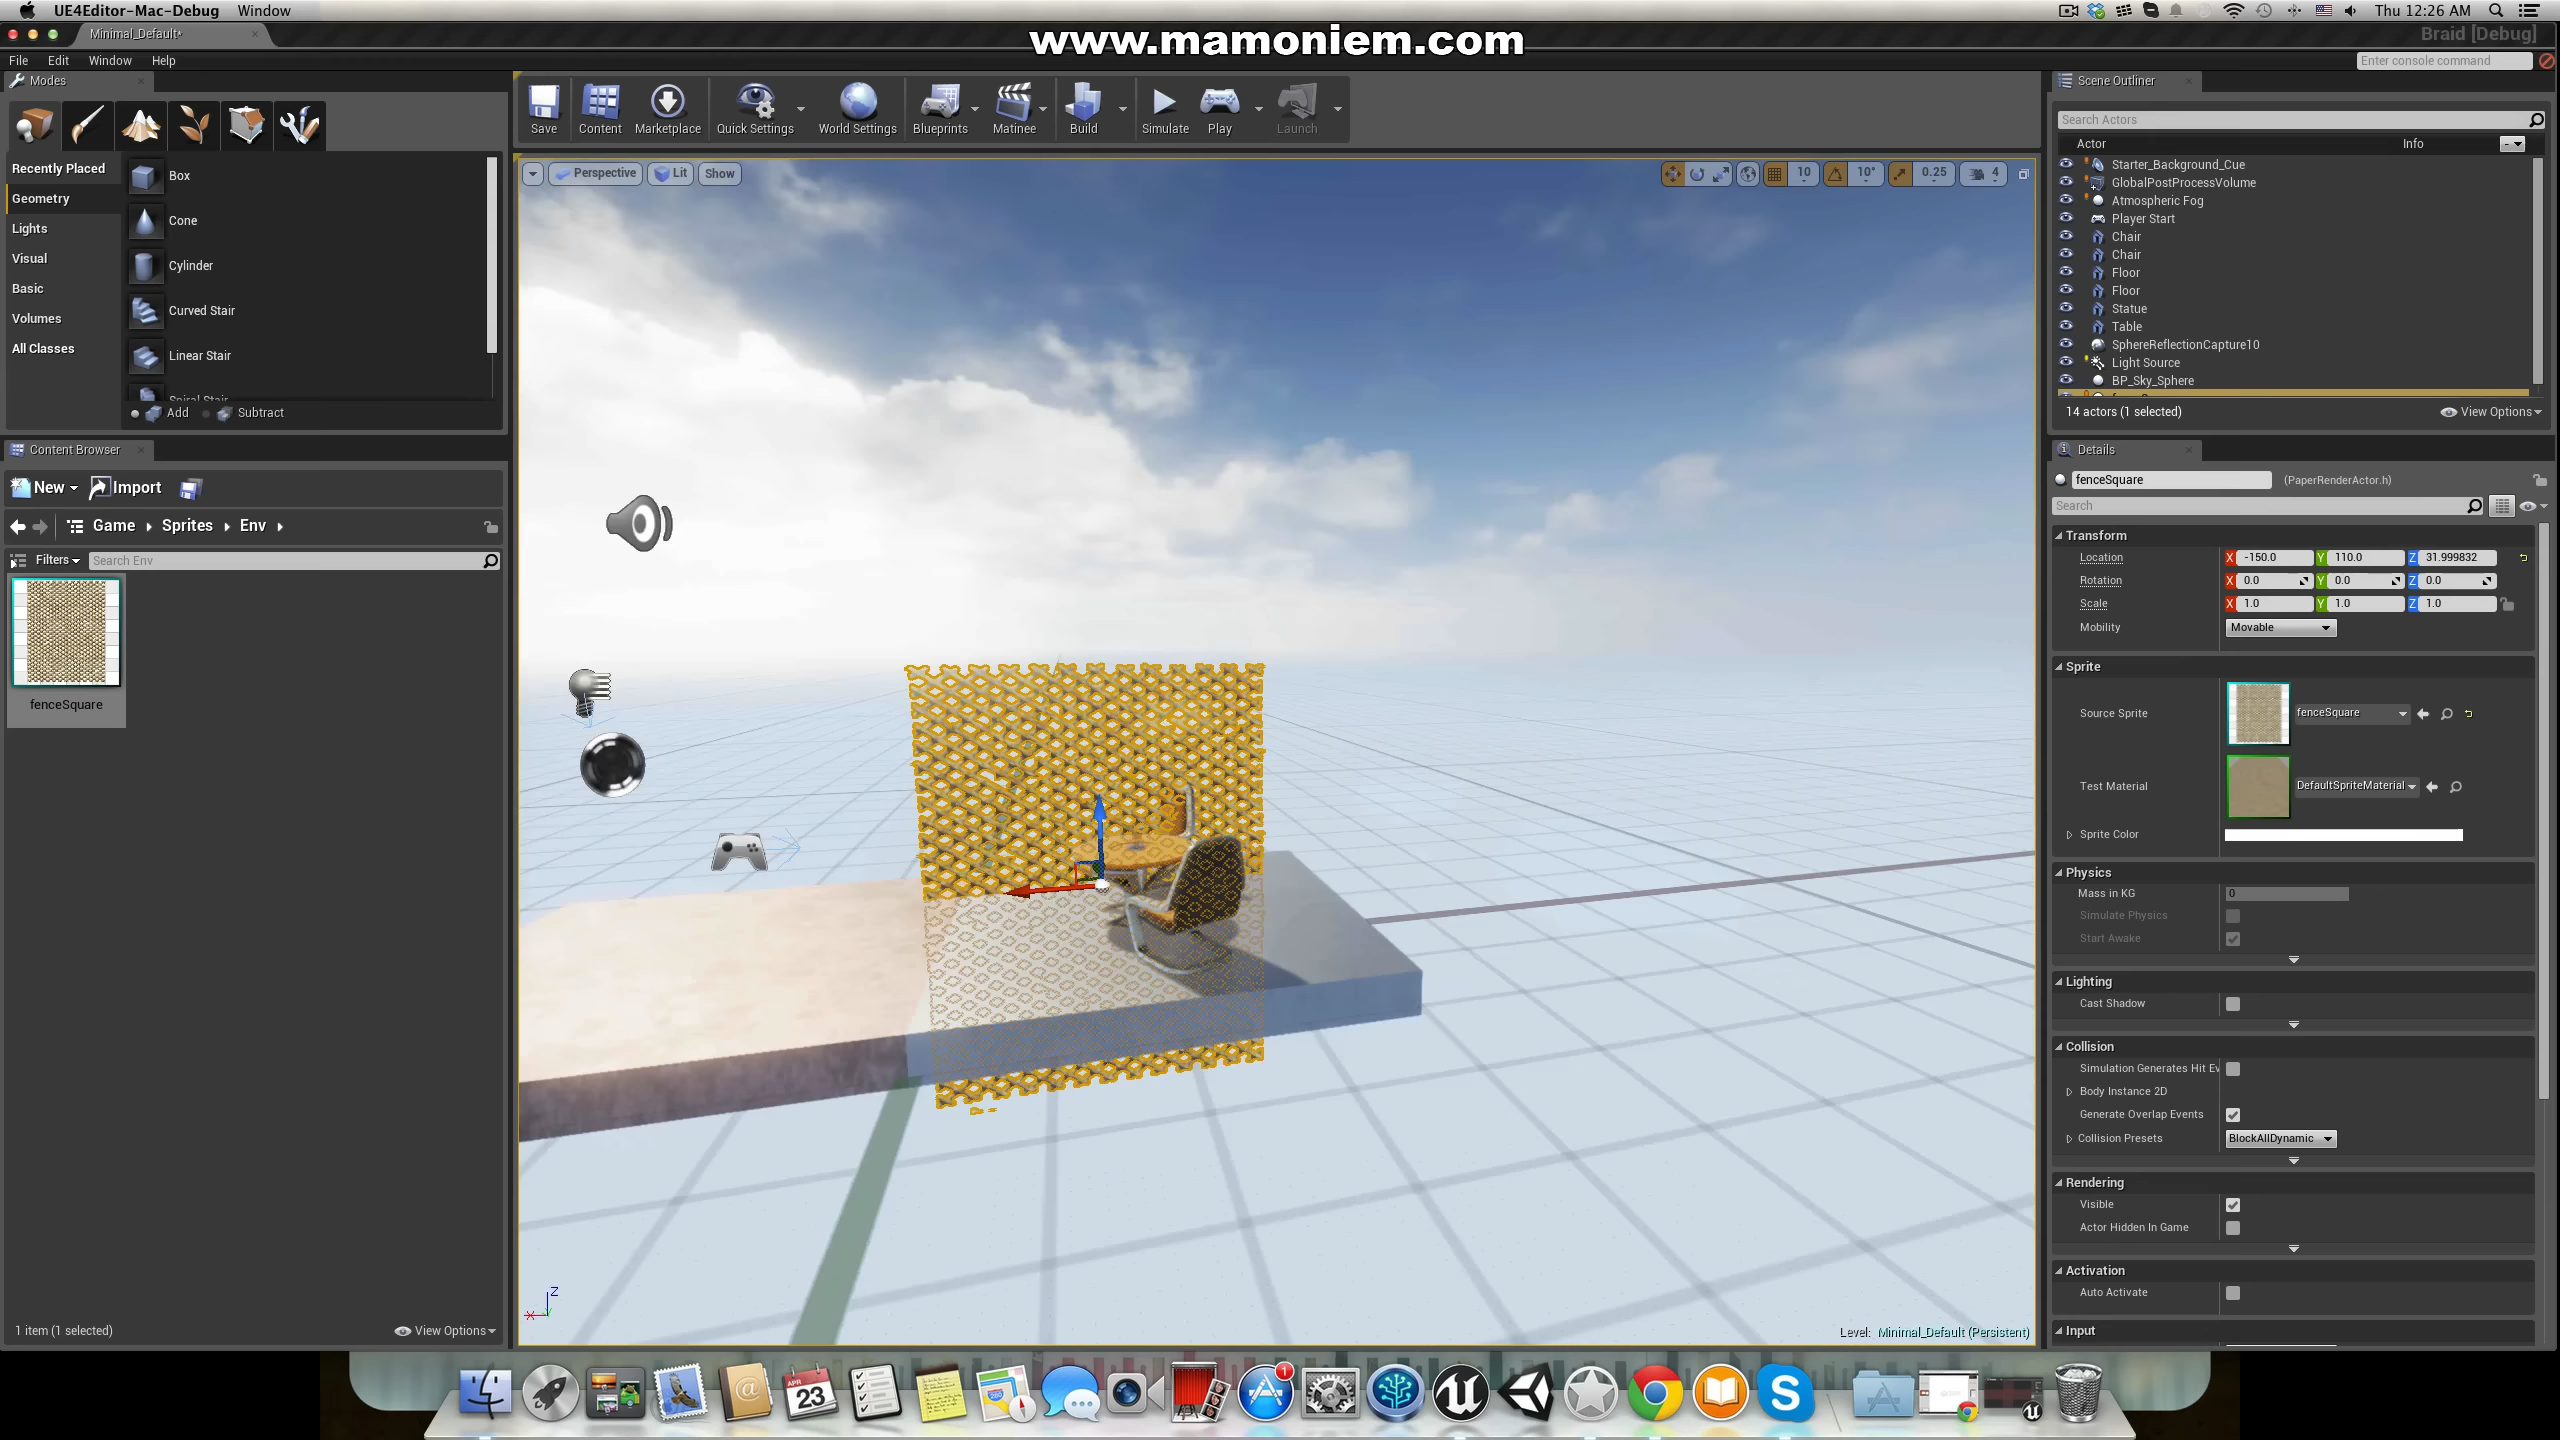 UE4Editor-Mac-Debug Window
Thu 12:26 AM
Minimal_Default*
www.mamoniem.com
Braid [Debug]
File Edit Window Help
Enter console command
Modes
Save
Content
Marketplace
Quick Settings
World Settings
Blueprints
Matinee
Build
Simulate
Play
Launch
Scene Outliner
Search Actors
Actor Info
Recently Placed
Geometry
Lights
Visual
Basic
Volumes
All Classes
Box
Cone
Cylinder
Curved Stair
Linear Stair
Spiral Stair
Add Subtract
Perspective Lit Show
10 10° 0.25 4
Starter_Background_Cue
GlobalPostProcessVolume
Atmospheric Fog
Player Start
Chair
Chair
Floor
Floor
Statue
Table
SphereReflectionCapture10
Light Source
BP_Sky_Sphere
14 actors (1 selected) View Options
Content Browser
New Import
Game Sprites Env
Filters Search Env
fenceSquare
1 item (1 selected) View Options
Details
fenceSquare (PaperRenderActor.h)
Search
Transform
Location X -150.0 Y 110.0 Z 31.999832
Rotation X 0.0 Y 0.0 Z 0.0
Scale X 1.0 Y 1.0 Z 1.0
Mobility Movable
Sprite
Source Sprite fenceSquare
Test Material DefaultSpriteMaterial
Sprite Color
Physics
Mass in KG 0
Simulate Physics
Start Awake
Lighting
Cast Shadow
Collision
Simulation Generates Hit Ev
Body Instance 2D
Generate Overlap Events
Collision Presets BlockAllDynamic
Rendering
Visible
Actor Hidden In Game
Activation
Auto Activate
Input
Z
X
Level: Minimal_Default (Persistent)
APR
23
1